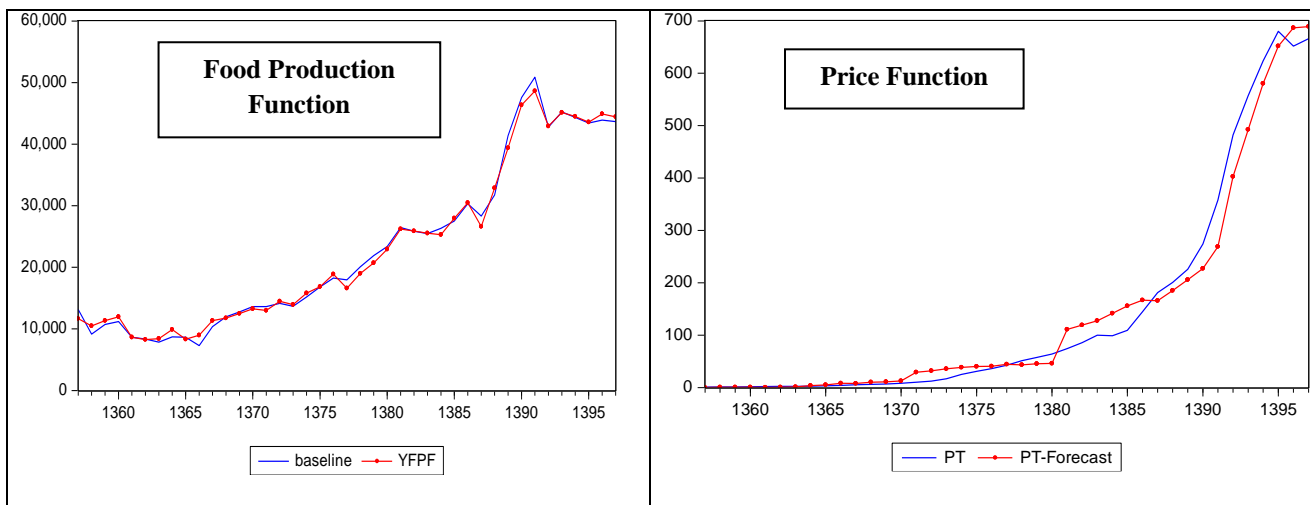 Food Production
Function
60,000
50,000
40,000
30,000
20,000
10,000
0
1360 1365 1370 1375 1380 1385 1390 1395
baseline YFPF
Price Function
700
600
500
400
300
200
100
0
1360 1365 1370 1375 1380 1385 1390 1395
PT PT-Forecast